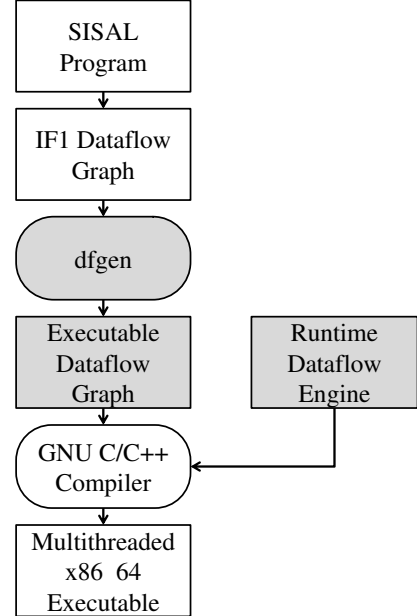 SISAL
Program
IF1 Dataflow
Graph
dfgen
Executable
Dataflow
Graph
Runtime
Dataflow
Engine
GNU C/C++
Compiler
Multithreaded
x86 64
Executable